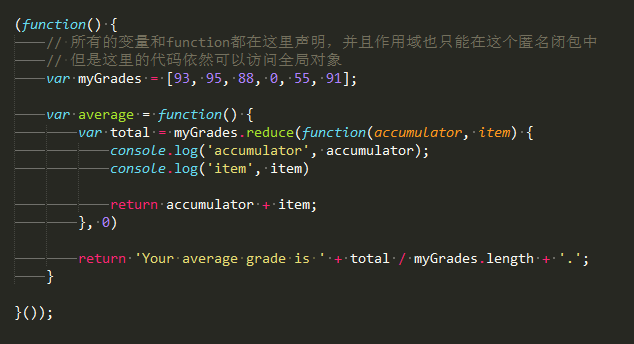 (function() {
    // 所有的变量和function都在这里声明，并且作用域也只能在这个匿名闭包中
    // 但是这里的代码依然可以访问全局对象
    var myGrades = [93, 95, 88, 0, 55, 91];

    var average = function() {
        var total = myGrades.reduce(function(accumulator, item) {
            console.log('accumulator', accumulator);
            console.log('item', item)

            return accumulator + item;
        }, 0)

        return 'Your average grade is ' + total / myGrades.length + '.';
    }

}());